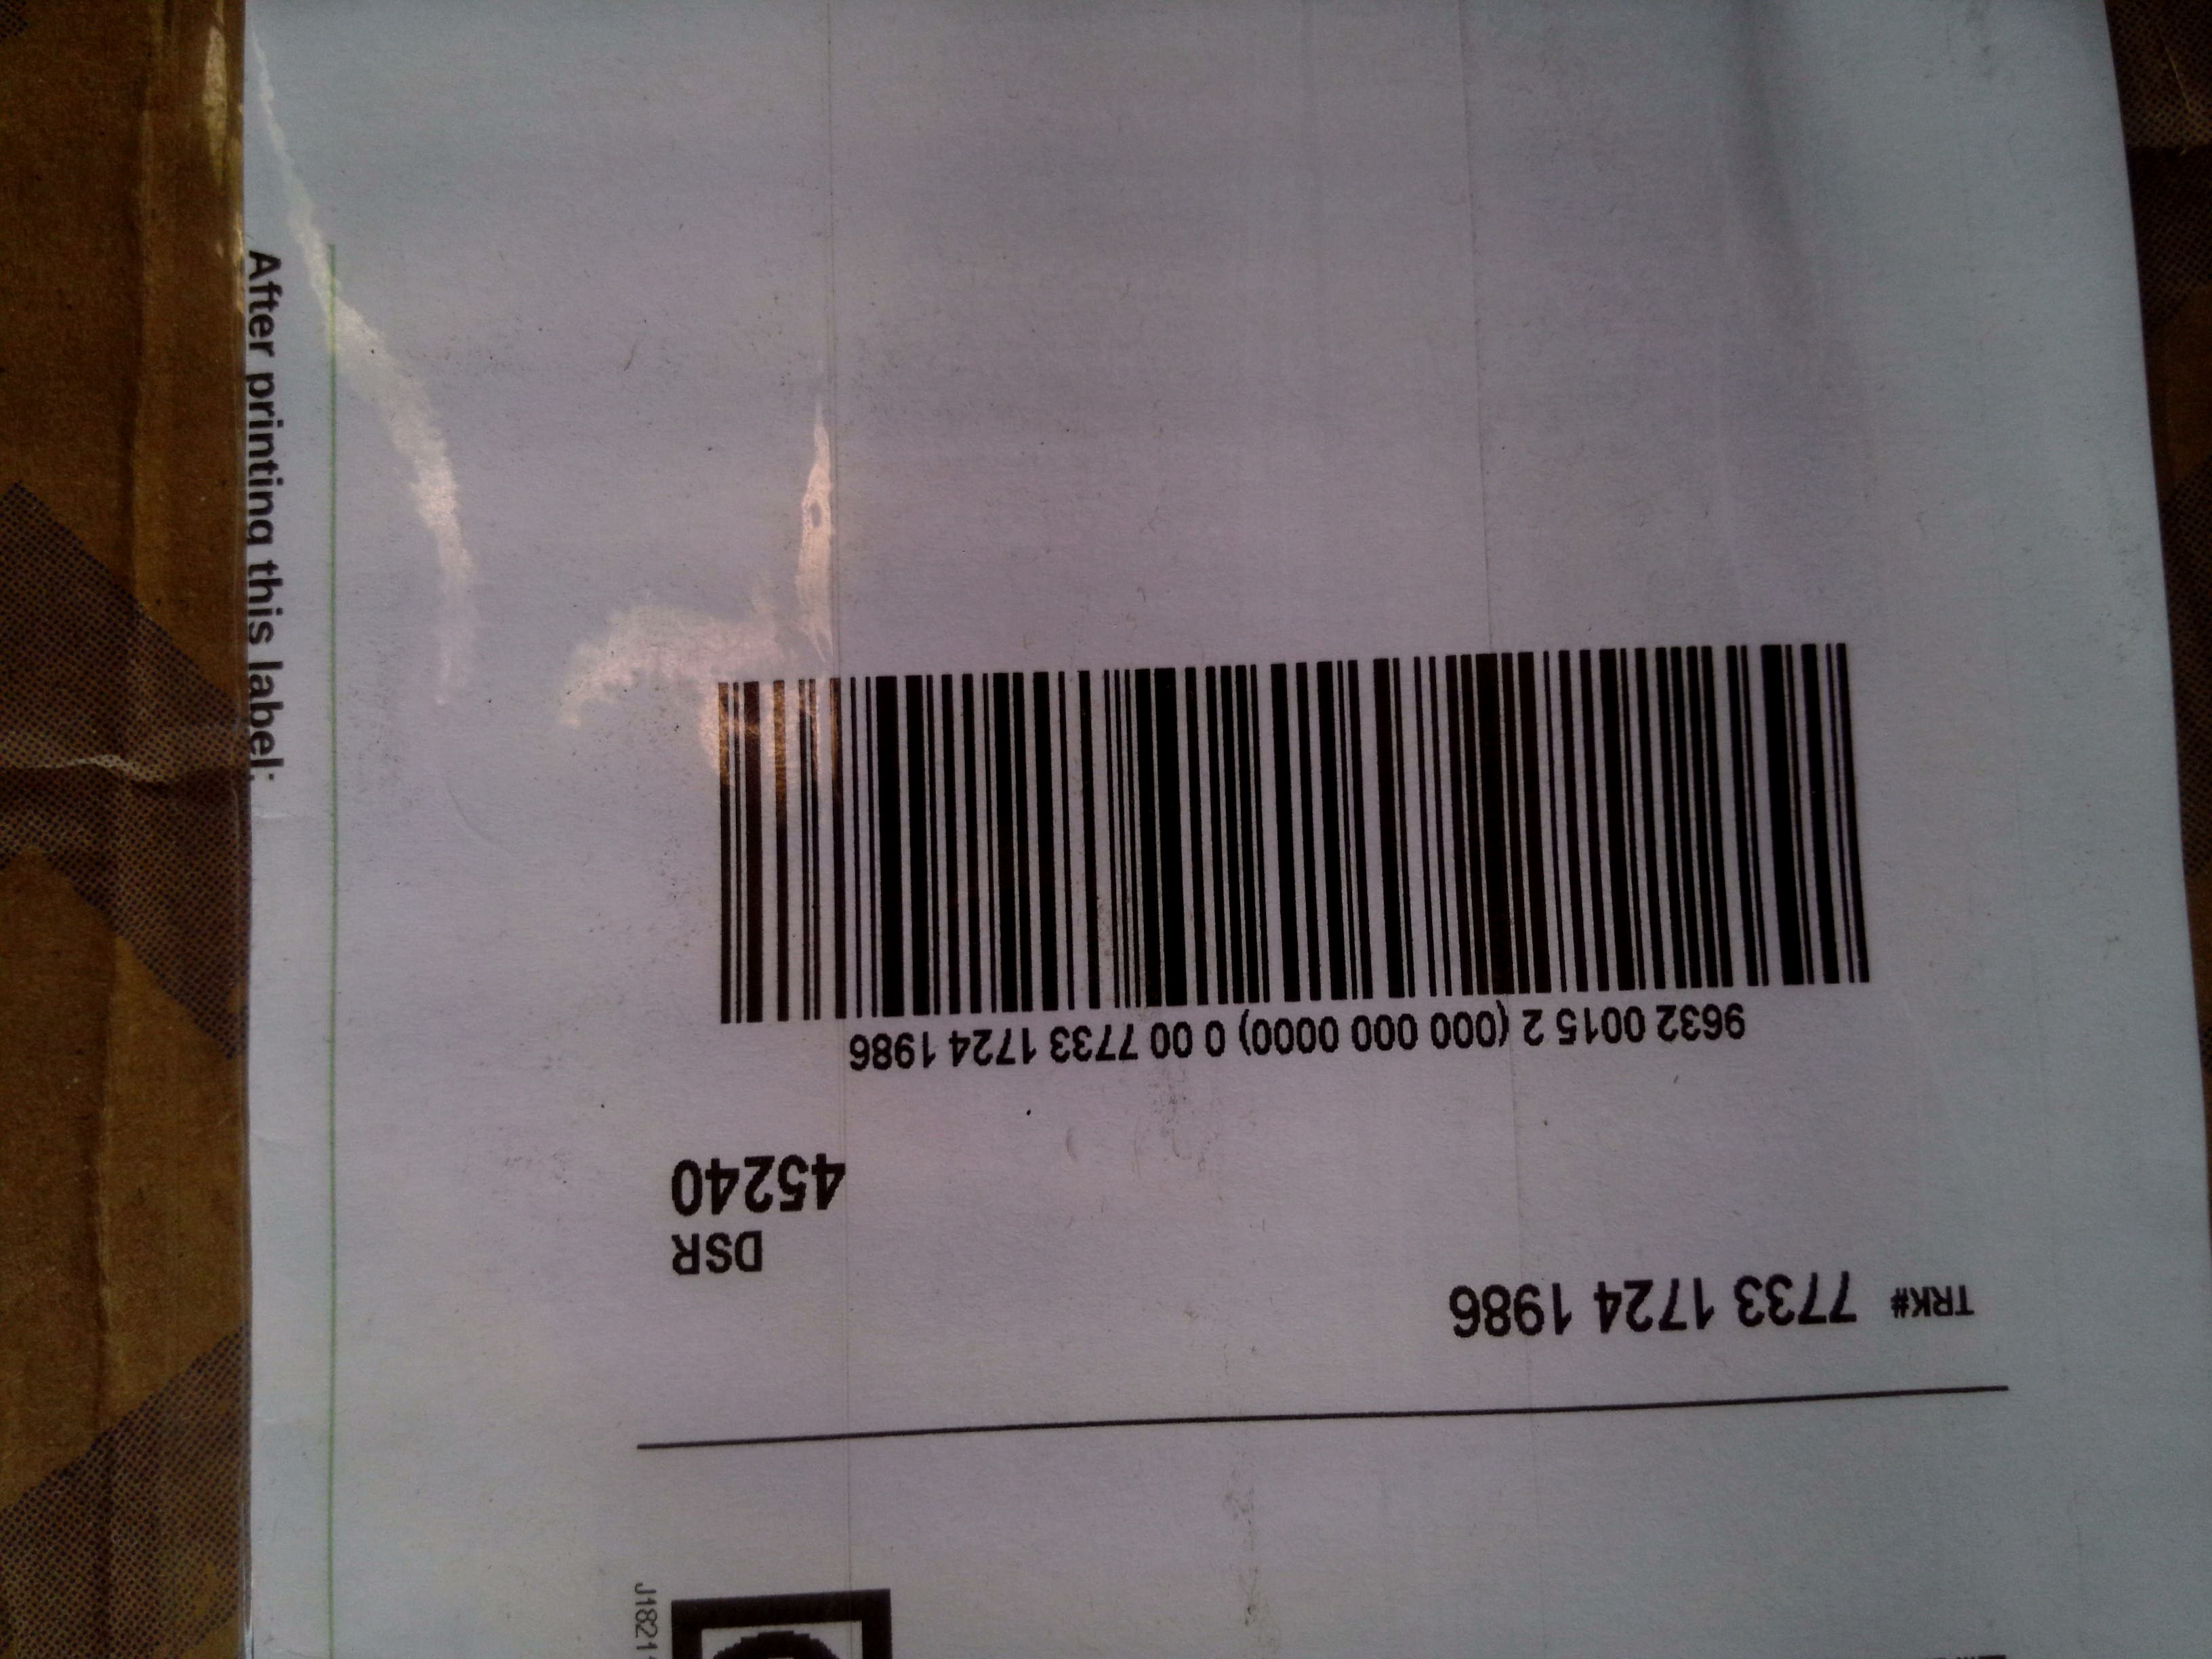 TRK# 7733 1724 1986
DSR
45240
9632 0015 2 (000 000 0000) 0 00 7733 1724 1986
After printing this label: